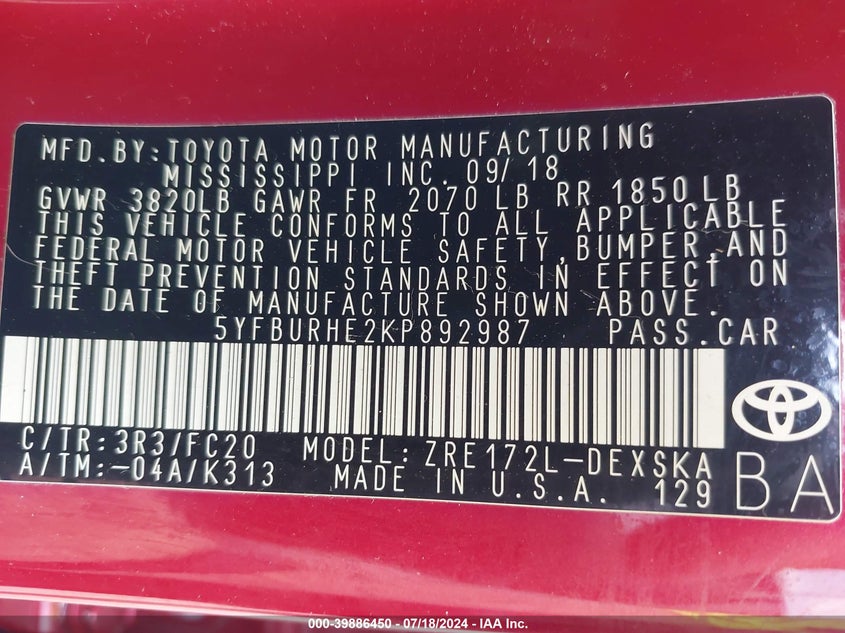 MFD. BY: TOYOTA MOTOR MANUFACTURING
MISSISSIPPI INC. 09/18
GVWR 3820LB GAWR FR 2070 LB RR 1850 LB
THIS VEHICLE CONFORMS TO ALL APPLICABLE
FEDERAL MOTOR VEHICLE SAFETY, BUMPER, AND
THEFT PREVENTION STANDARDS IN EFFECT ON
THE DATE OF MANUFACTURE SHOWN ABOVE.
5YFBURHE2KP892987 PASS. CAR
C/TR: 3R3/FC20 MODEL: ZRE172L-DEXSKA
A/TM: -04A/K313 MADE IN U.S.A. 129 BA
000-39886450 / 07/18/2024 - IAA Inc.